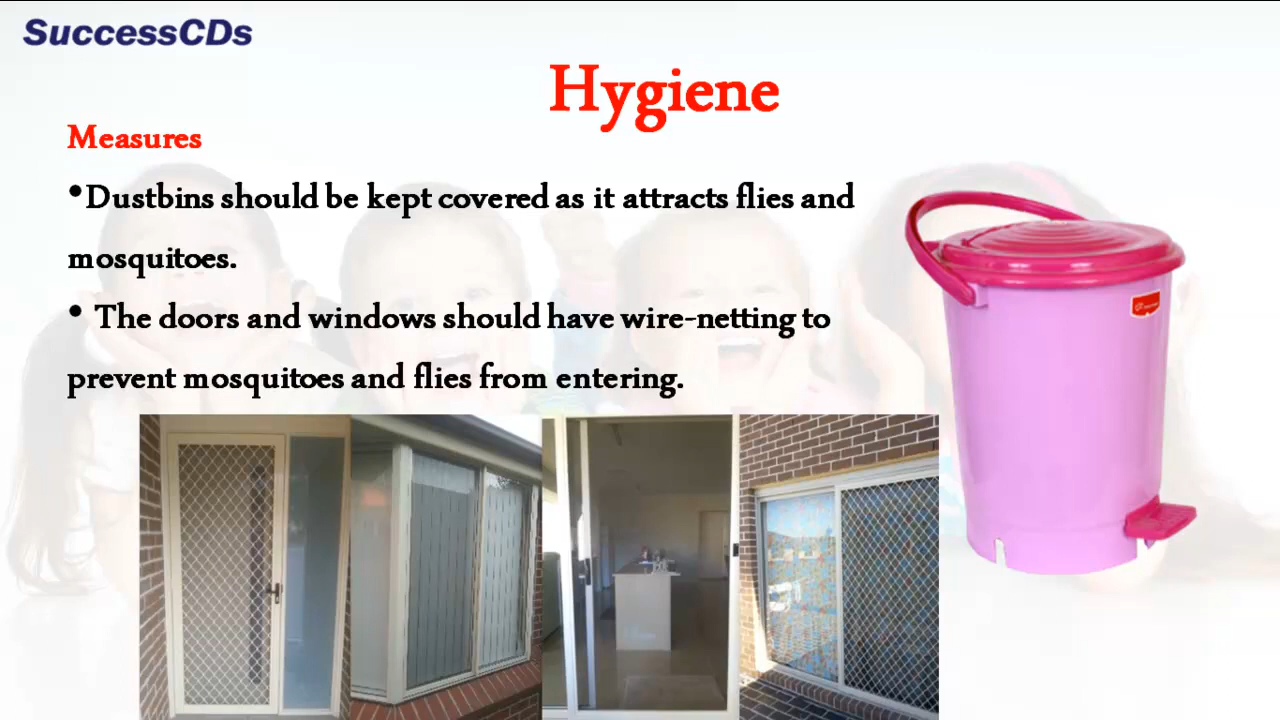 SuccessCDs
Hygiene
Measures
•Dustbins should be kept covered as it attracts flies and
mosquitoes.
• The doors and windows should have wire-netting to
prevent mosquitoes and flies from entering.